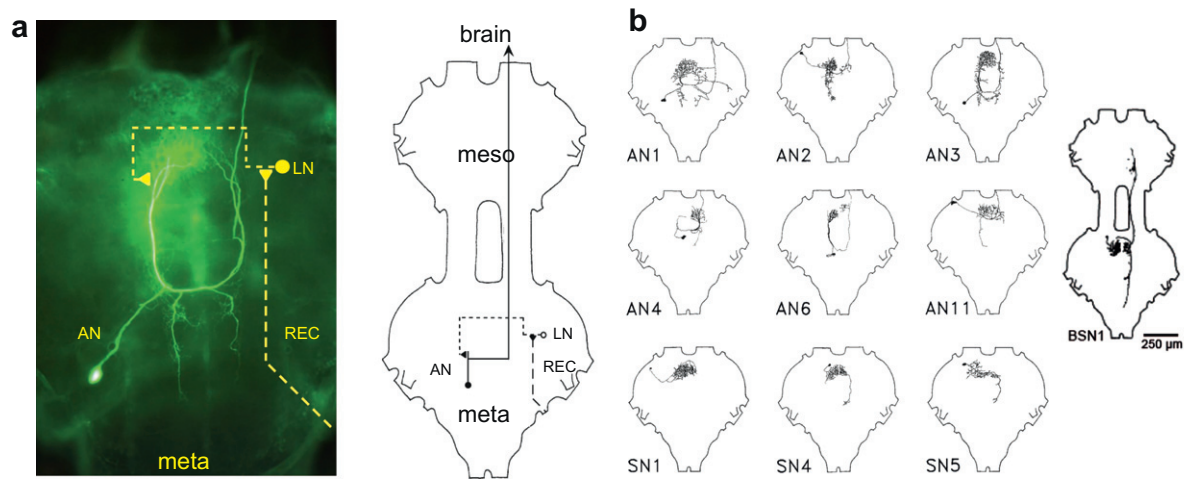 a
LN
AN
REC
meta
brain
meso
LN
AN
REC
meta
b
AN1
AN2
AN3
AN4
AN6
AN11
BSN1
250 µm
SN1
SN4
SN5